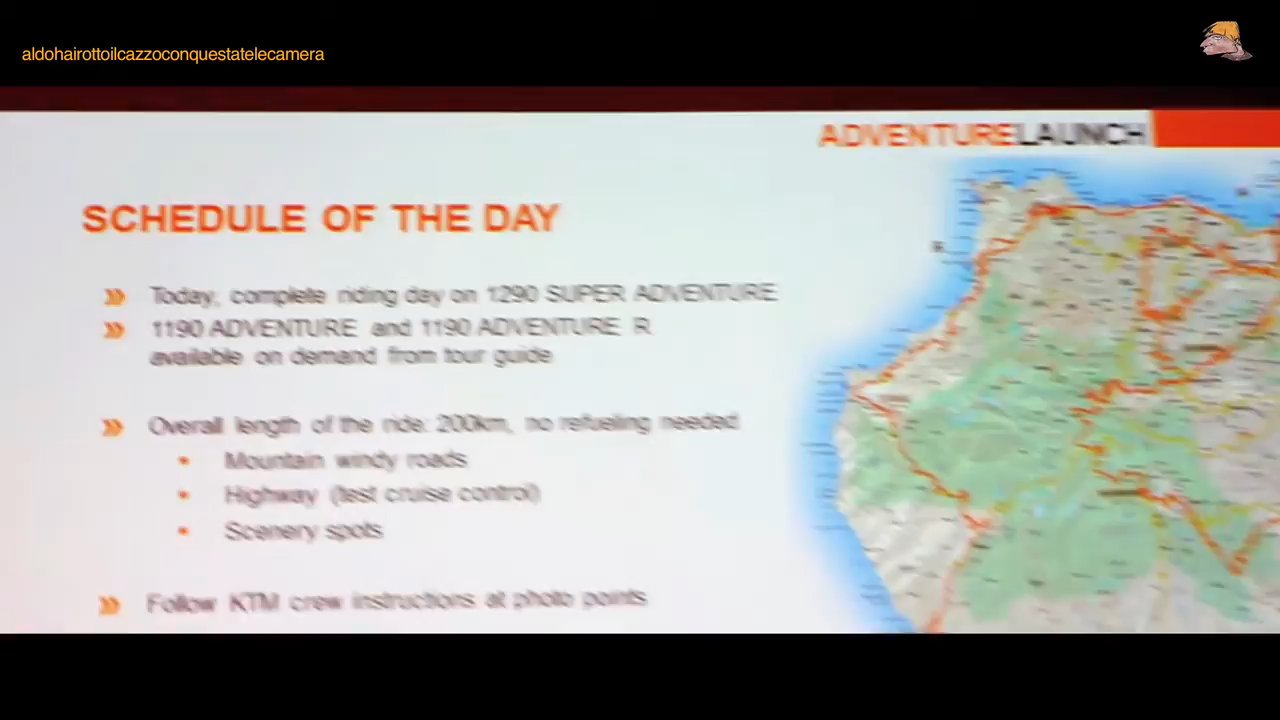 aldohairottoilcazzoconquestatelecamera
ADVENTURELAUNCH
SCHEDULE OF THE DAY
» Today, complete riding day on 1290 SUPER ADVENTURE
» 1190 ADVENTURE and 1190 ADVENTURE R
available on demand from tour guide
» Overall length of the ride: 200km, no refueling needed
• Mountain windy roads
• Highway (test cruise control)
• Scenery spots
» Follow KTM crew instructions at photo points